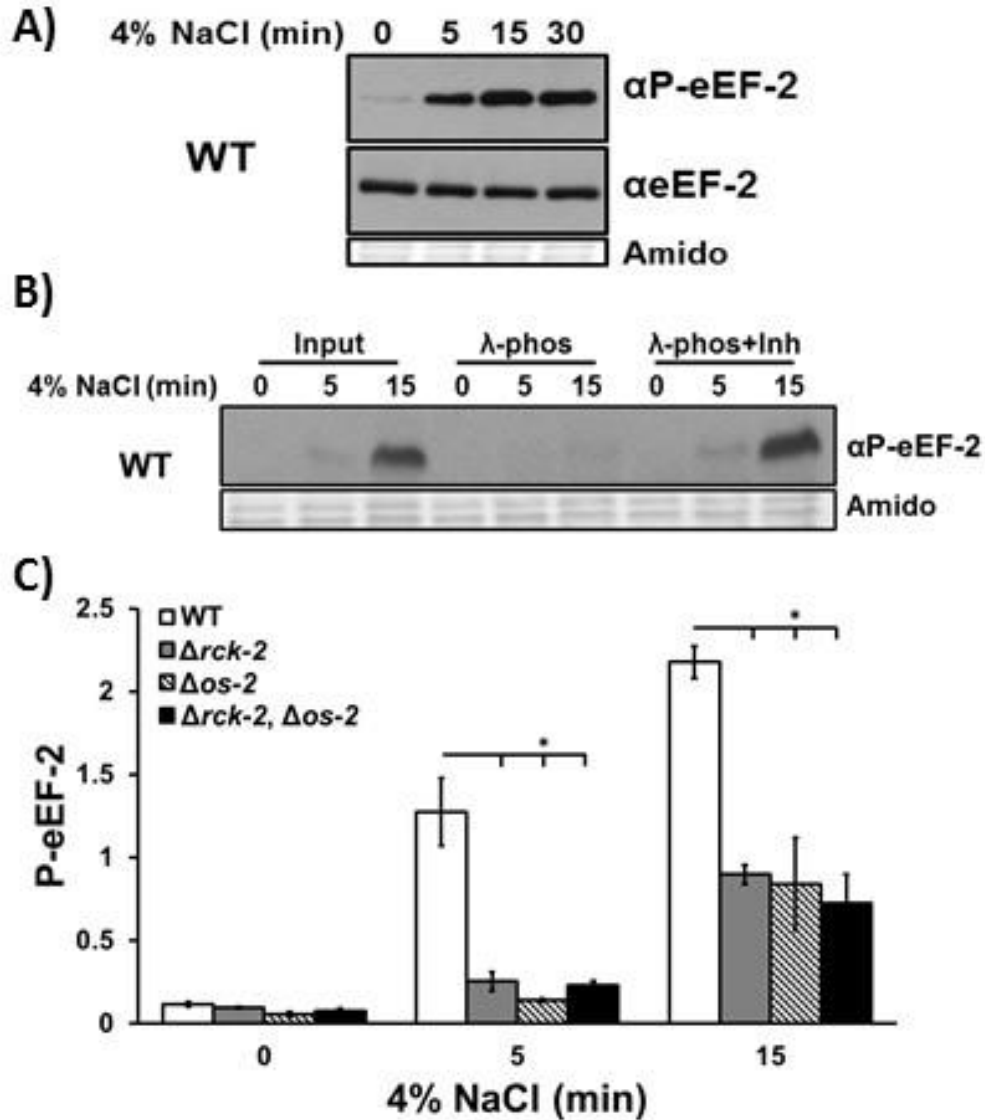 A)
4% NaCl (min) 0 5 15 30
αP-eEF-2
WT
αeEF-2
Amido
B)
Input λ-phos λ-phos+Inh
4% NaCl (min) 0 5 15 0 5 15 0 5 15
WT
αP-eEF-2
Amido
C)
2.5
WT
Δrck-2
Δos-2
Δrck-2, Δos-2
*
2
1.5
*
1
0.5
0
P-eEF-2
0 5 15
4% NaCl (min)